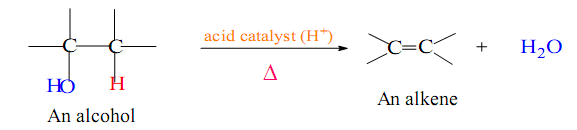 C C acid catalyst (H⁺) C=C + H₂O
HO H Δ
An alcohol An alkene